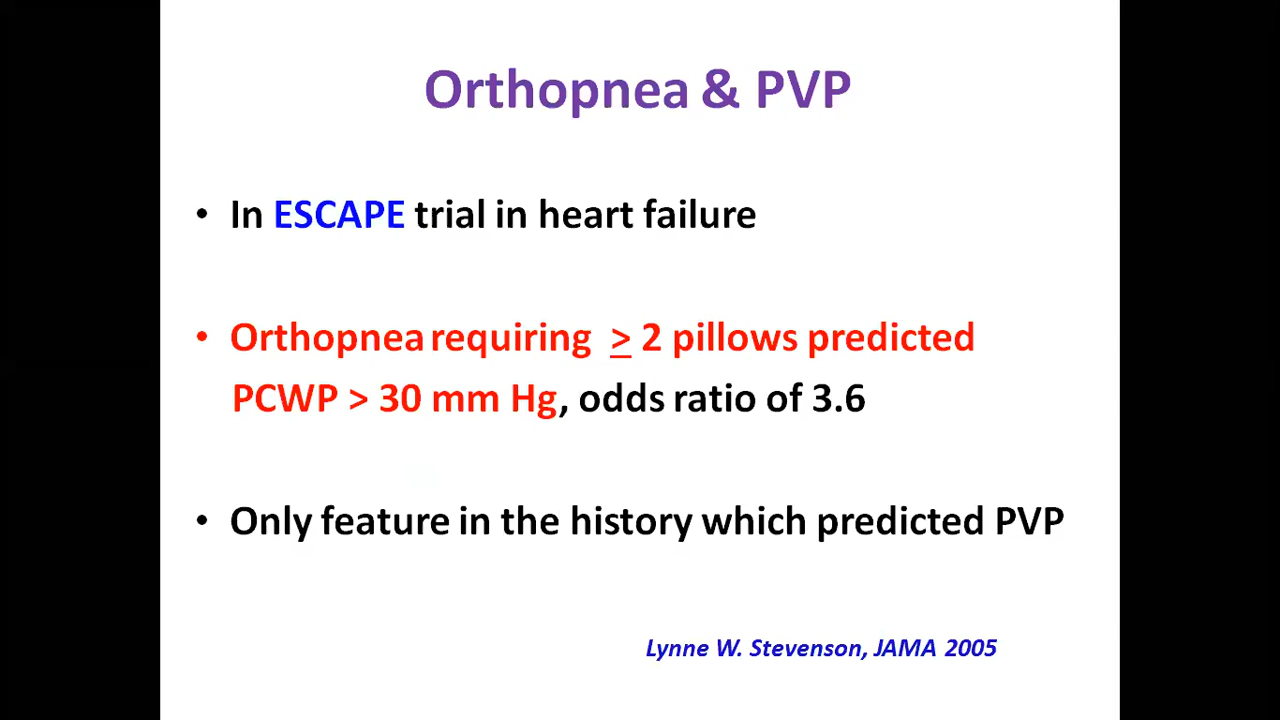 Orthopnea & PVP
• In ESCAPE trial in heart failure
• Orthopnea requiring ≥ 2 pillows predicted
PCWP > 30 mm Hg, odds ratio of 3.6
• Only feature in the history which predicted PVP
Lynne W. Stevenson, JAMA 2005